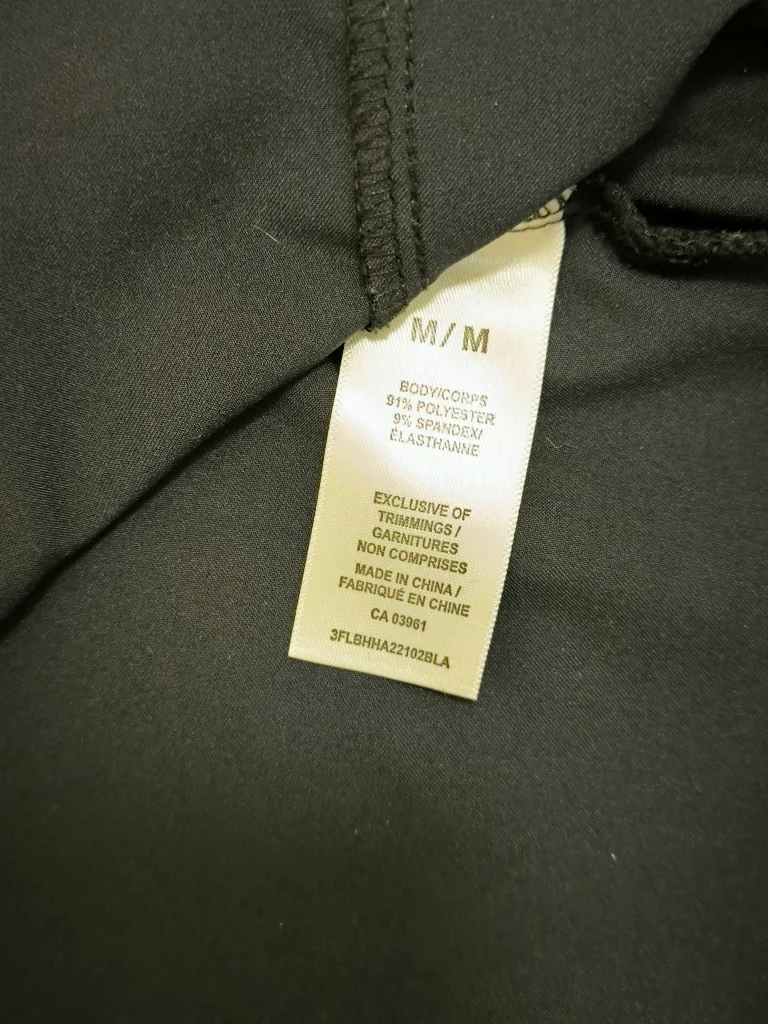 M/M
BODY/CORPS
91% POLYESTER
9% SPANDEX/
ÉLASTHANNE
EXCLUSIVE OF
TRIMMINGS /
GARNITURES
NON COMPRISES
MADE IN CHINA /
FABRIQUÉ EN CHINE
CA 03961
3FLBHHA22102BLA